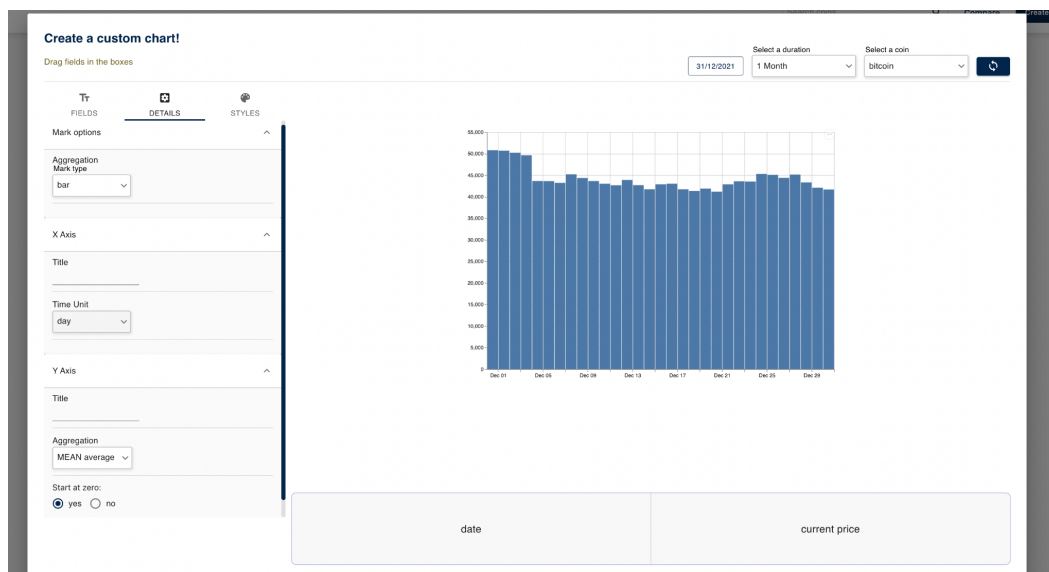 Search coins
Compare
Create
Create a custom chart!
Drag fields in the boxes
31/12/2021
Select a duration
1 Month
Select a coin
bitcoin
FIELDS
DETAILS
STYLES
Mark options
Aggregation
Mark type
bar
X Axis
Title
Time Unit
day
Y Axis
Title
Aggregation
MEAN average
Start at zero:
yes no
55,000
50,000
45,000
40,000
35,000
30,000
25,000
20,000
15,000
10,000
5,000
0
Dec 01 Dec 05 Dec 09 Dec 13 Dec 17 Dec 21 Dec 25 Dec 29
date
current price